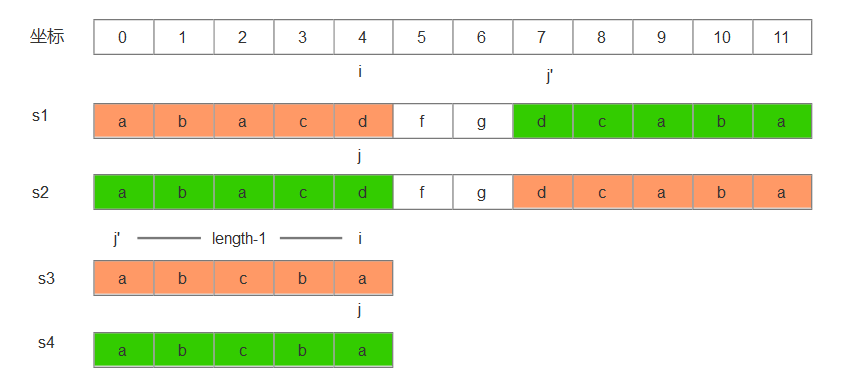 坐标 0 1 2 3 4 5 6 7 8 9 10 11
i j'
s1 a b a c d f g d c a b a
j
s2 a b a c d f g d c a b a
j' length-1 i
s3 a b c b a
j
s4 a b c b a